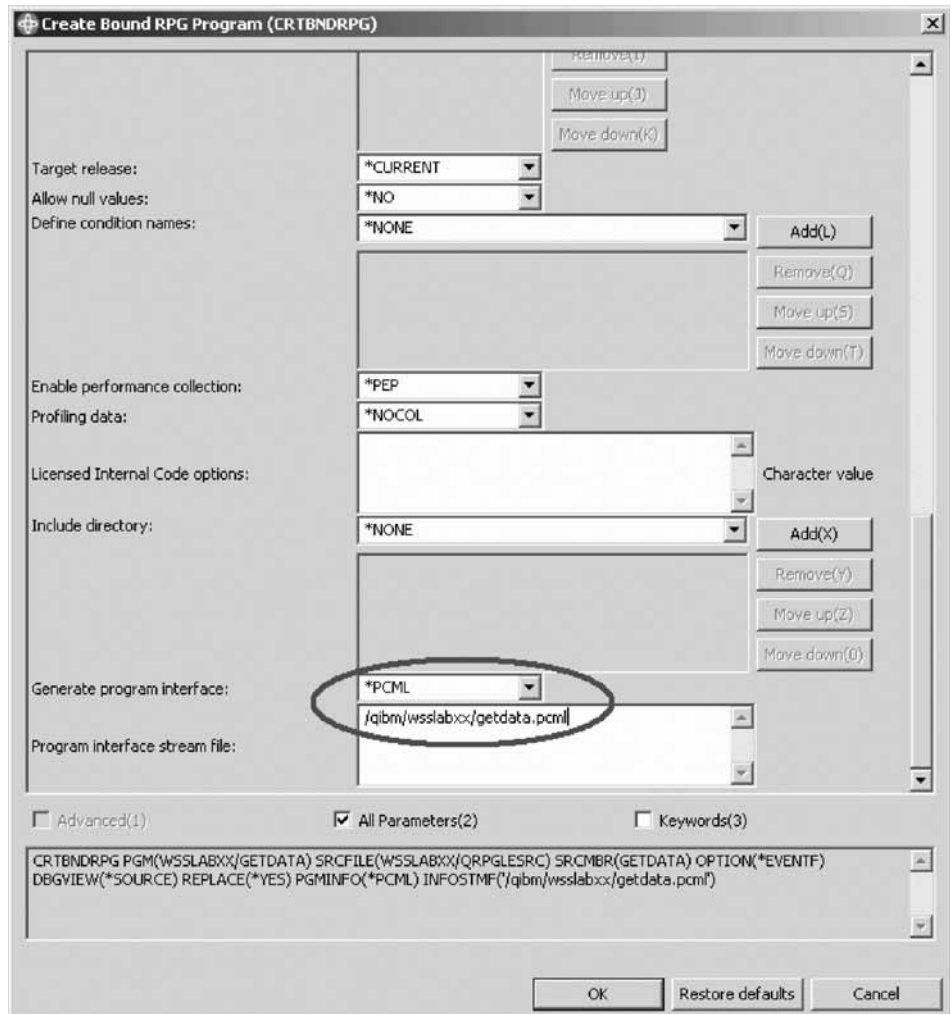 Create Bound RPG Program (CRTBNDRPG)
Remove(I)
Move up(J)
Move down(K)
Target release: *CURRENT
Allow null values: *NO
Define condition names: *NONE Add(L)
Remove(Q)
Move up(S)
Move down(T)
Enable performance collection: *PEP
Profiling data: *NOCOL
Licensed Internal Code options: Character value
Include directory: *NONE Add(X)
Remove(Y)
Move up(Z)
Move down(0)
Generate program interface: *PCML
/qibm/wsslabxx/getdata.pcml
Program interface stream file:
Advanced(1) All Parameters(2) Keywords(3)
CRTBNDRPG PGM(WSSLABXX/GETDATA) SRCFILE(WSSLABXX/QRPGLESRC) SRCMBR(GETDATA) OPTION(*EVENTF)
DBGVIEW(*SOURCE) REPLACE(*YES) PGMINFO(*PCML) INFOSTMF('/qibm/wsslabxx/getdata.pcml')
OK Restore defaults Cancel